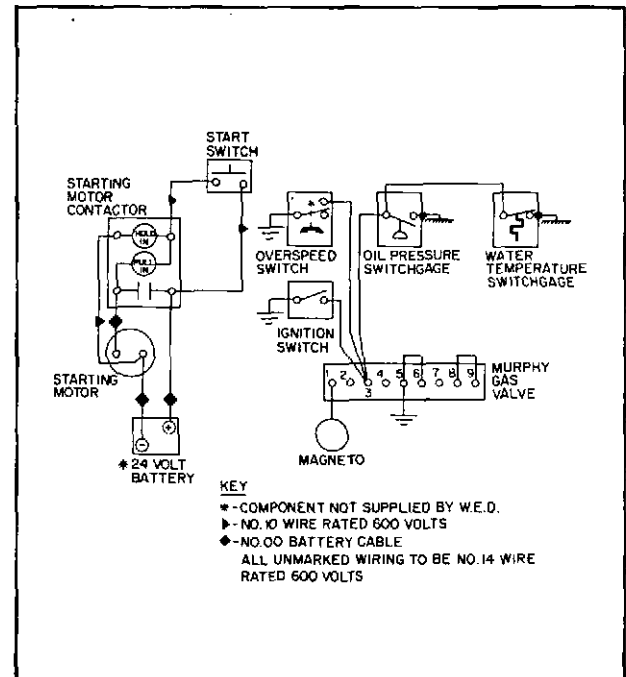 START
SWITCH
STARTING
MOTOR
CONTACTOR
HOLD
IN
PULL
IN
*
OVERSPEED
SWITCH
OIL PRESSURE
SWITCHGAGE
WATER
TEMPERATURE
SWITCHGAGE
IGNITION
SWITCH
STARTING
MOTOR
1 2 3 4 5 6 7 8 9
MURPHY
GAS
VALVE
- +
* 24 VOLT
BATTERY
MAGNETO
KEY
* - COMPONENT NOT SUPPLIED BY W.E.D.
▶ - NO. 10 WIRE RATED 600 VOLTS
◆ - NO. 00 BATTERY CABLE
ALL UNMARKED WIRING TO BE NO. 14 WIRE
RATED 600 VOLTS